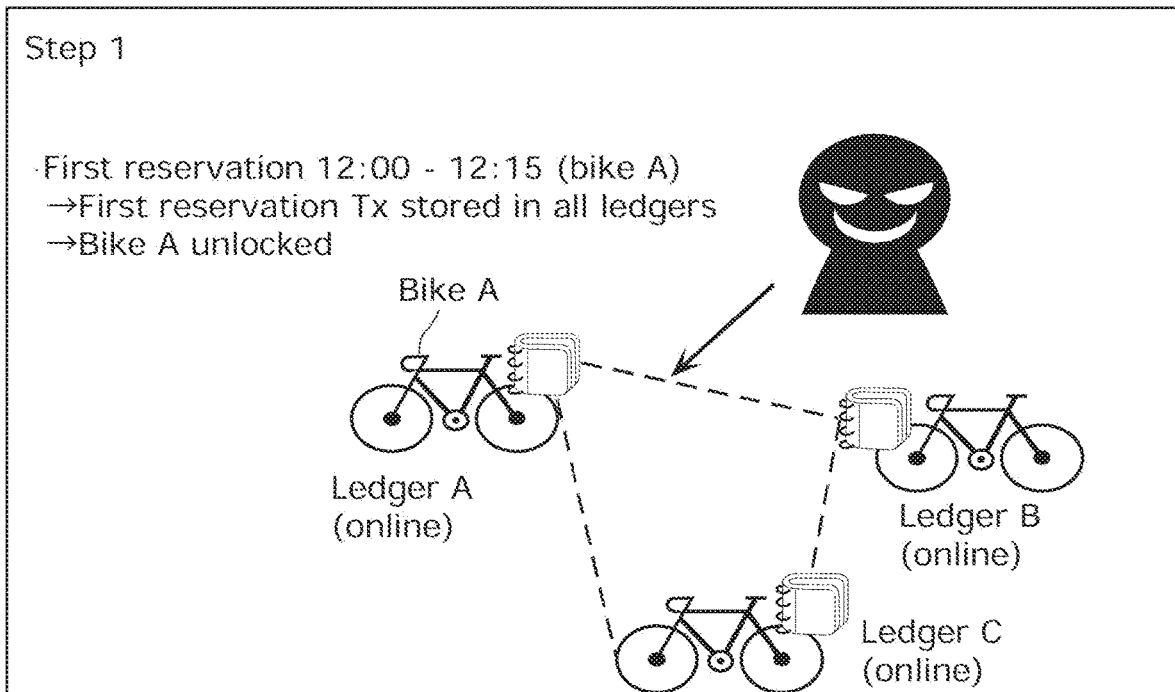 Step 1
·First reservation 12:00 - 12:15 (bike A)
→First reservation Tx stored in all ledgers
→Bike A unlocked
Bike A
Ledger A
(online)
Ledger B
(online)
Ledger C
(online)